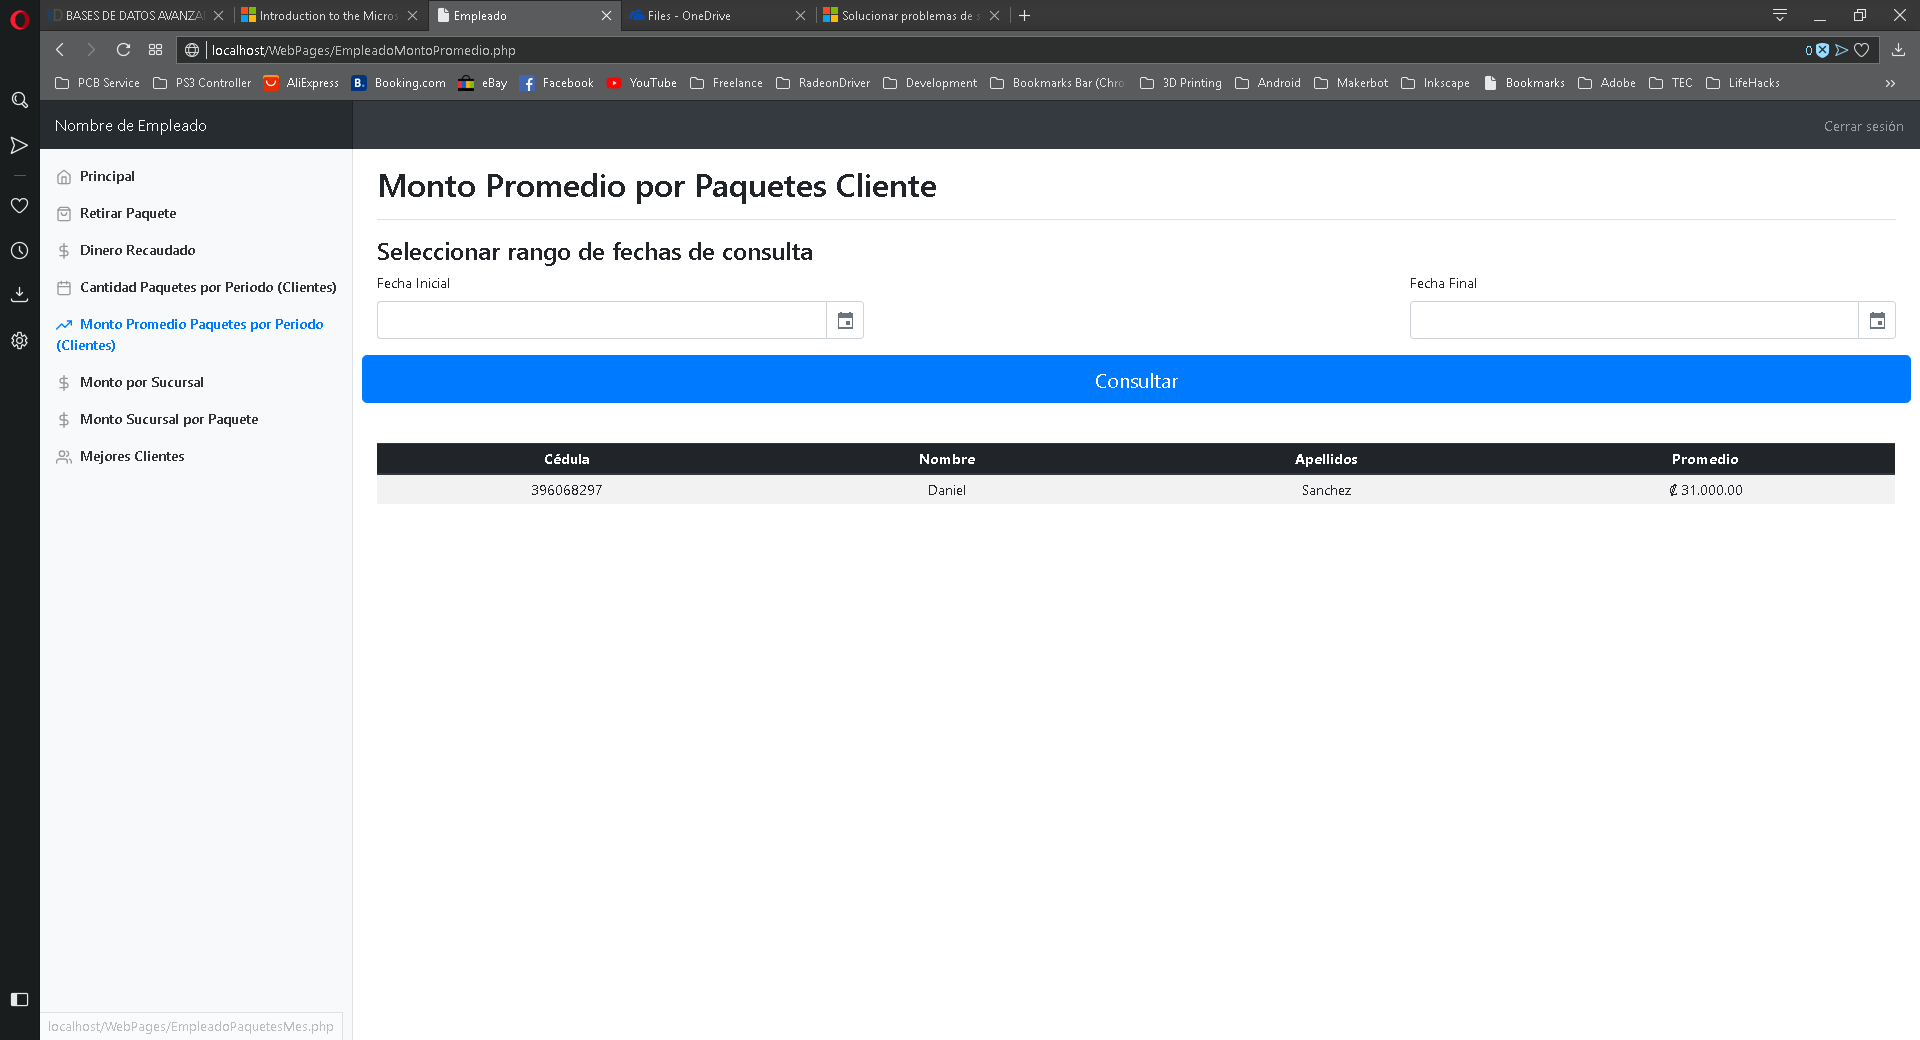 BASES DE DATOS AVANZA
Introduction to the Micros
Empleado
Files - OneDrive
Solucionar problemas de s
localhost/WebPages/EmpleadoMontoPromedio.php
0
PCB Service
PS3 Controller
AliExpress
B.
Booking.com
eBay
Facebook
YouTube
Freelance
RadeonDriver
Development
Bookmarks Bar (Chro
3D Printing
Android
Makerbot
Inkscape
Bookmarks
Adobe
TEC
LifeHacks
Nombre de Empleado
Cerrar sesión
Principal
Retirar Paquete
Dinero Recaudado
Cantidad Paquetes por Periodo (Clientes)
Monto Promedio Paquetes por Periodo
(Clientes)
Monto por Sucursal
Monto Sucursal por Paquete
Mejores Clientes
Monto Promedio por Paquetes Cliente
Seleccionar rango de fechas de consulta
Fecha Inicial
Fecha Final
Consultar
Cédula Nombre Apellidos Promedio
396068297 Daniel Sanchez ₡ 31.000.00
localhost/WebPages/EmpleadoPaquetesMes.php